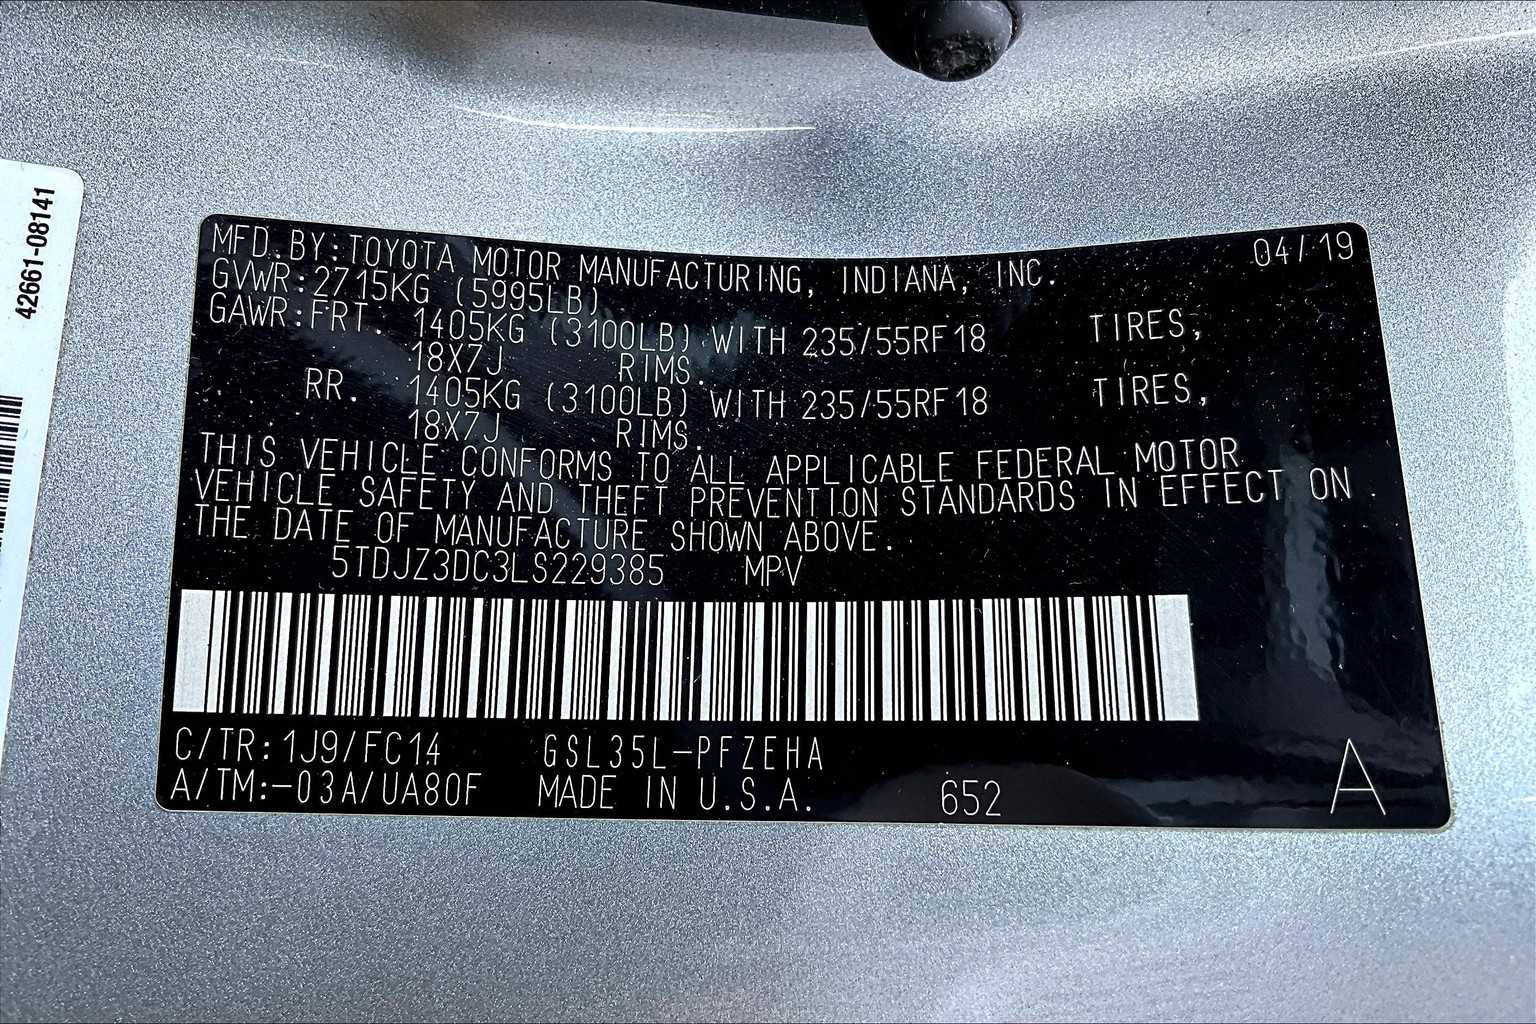 42661-08141
MFD.BY:TOYOTA MOTOR MANUFACTURING, INDIANA, INC. 04/19
GVWR:2715KG (5995LB)
GAWR:FRT. 1405KG (3100LB) WITH 235/55RF18 TIRES,
18X7J RIMS.
RR. 1405KG (3100LB) WITH 235/55RF18 TIRES,
18X7J RIMS.
THIS VEHICLE CONFORMS TO ALL APPLICABLE FEDERAL MOTOR
VEHICLE SAFETY AND THEFT PREVENTION STANDARDS IN EFFECT ON
THE DATE OF MANUFACTURE SHOWN ABOVE.
5TDJZ3DC3LS229385 MPV
C/TR:1J9/FC14 GSL35L-PFZEHA
A/TM:-03A/UA80F MADE IN U.S.A. 652 A